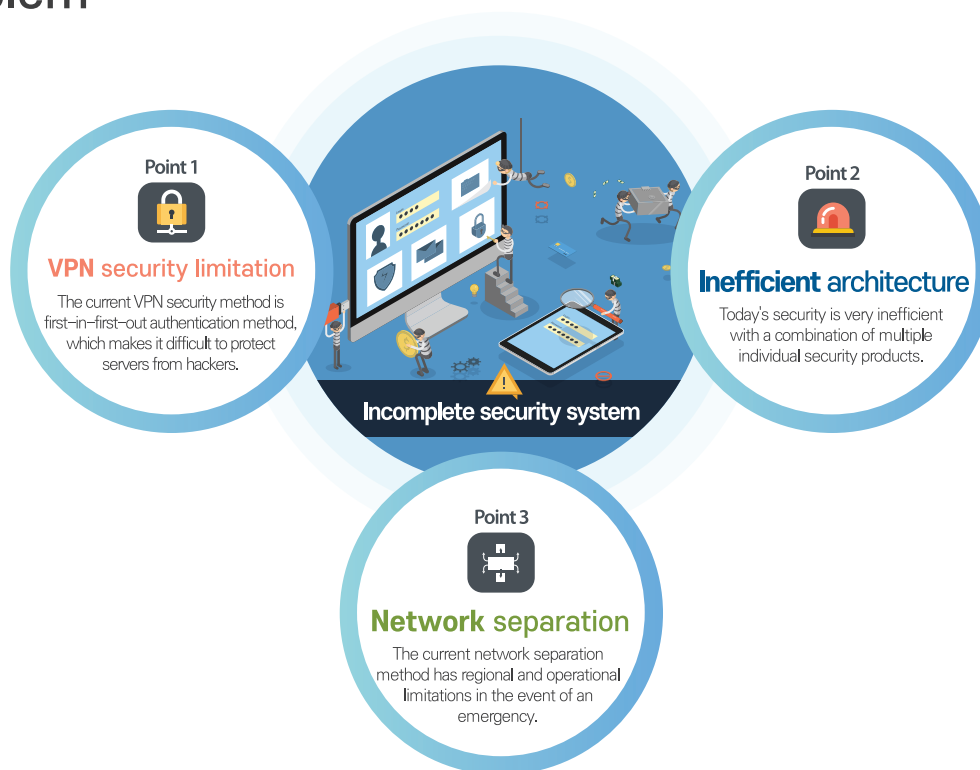 Point 1
VPN security limitation
The current VPN security method is
first-in-first-out authentication method,
which makes it difficult to protect
servers from hackers.
Incomplete security system
Point 2
Inefficient architecture
Today's security is very inefficient
with a combination of multiple
individual security products.
Point 3
Network separation
The current network separation
method has regional and operational
limitations in the event of an
emergency.